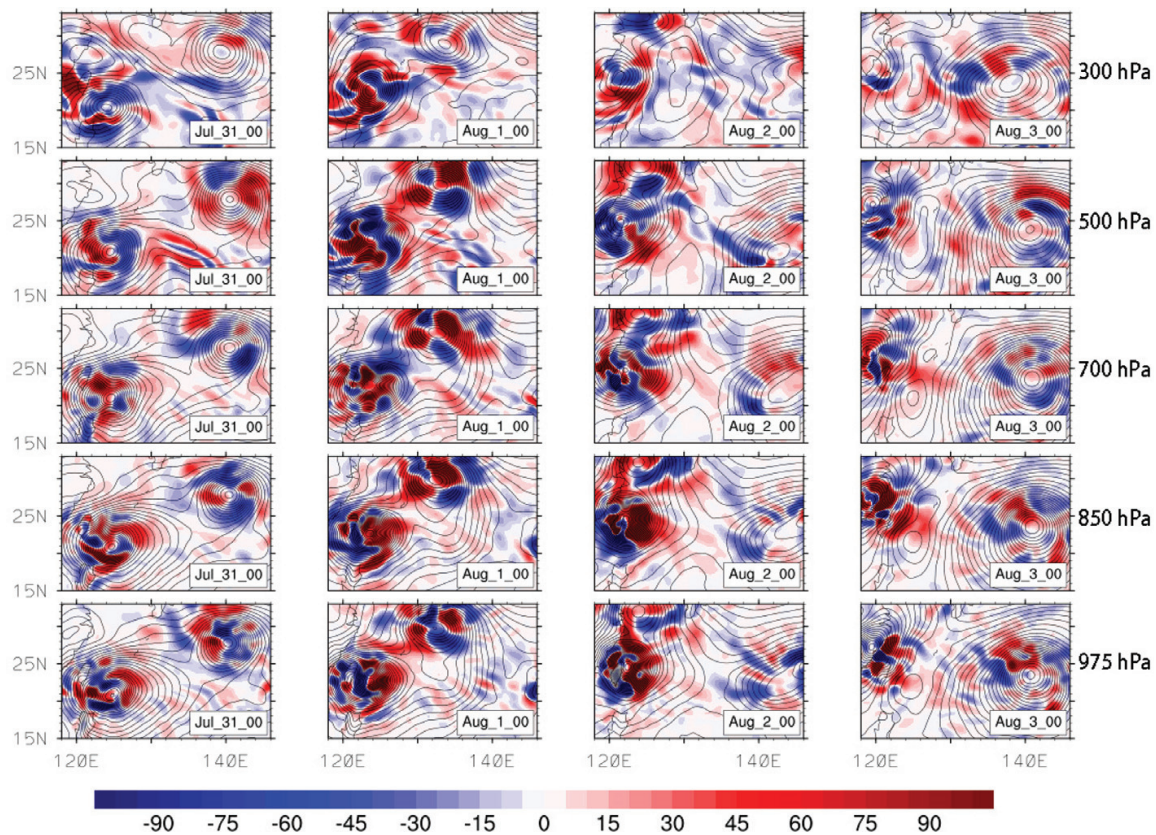 25N
15N
Jul_31_00
Aug_1_00
Aug_2_00
Aug_3_00
300 hPa
25N
15N
Jul_31_00
Aug_1_00
Aug_2_00
Aug_3_00
500 hPa
25N
15N
Jul_31_00
Aug_1_00
Aug_2_00
Aug_3_00
700 hPa
25N
15N
Jul_31_00
Aug_1_00
Aug_2_00
Aug_3_00
850 hPa
25N
15N
Jul_31_00
Aug_1_00
Aug_2_00
Aug_3_00
975 hPa
120E 140E 120E 140E 120E 140E 120E 140E
-90 -75 -60 -45 -30 -15 0 15 30 45 60 75 90